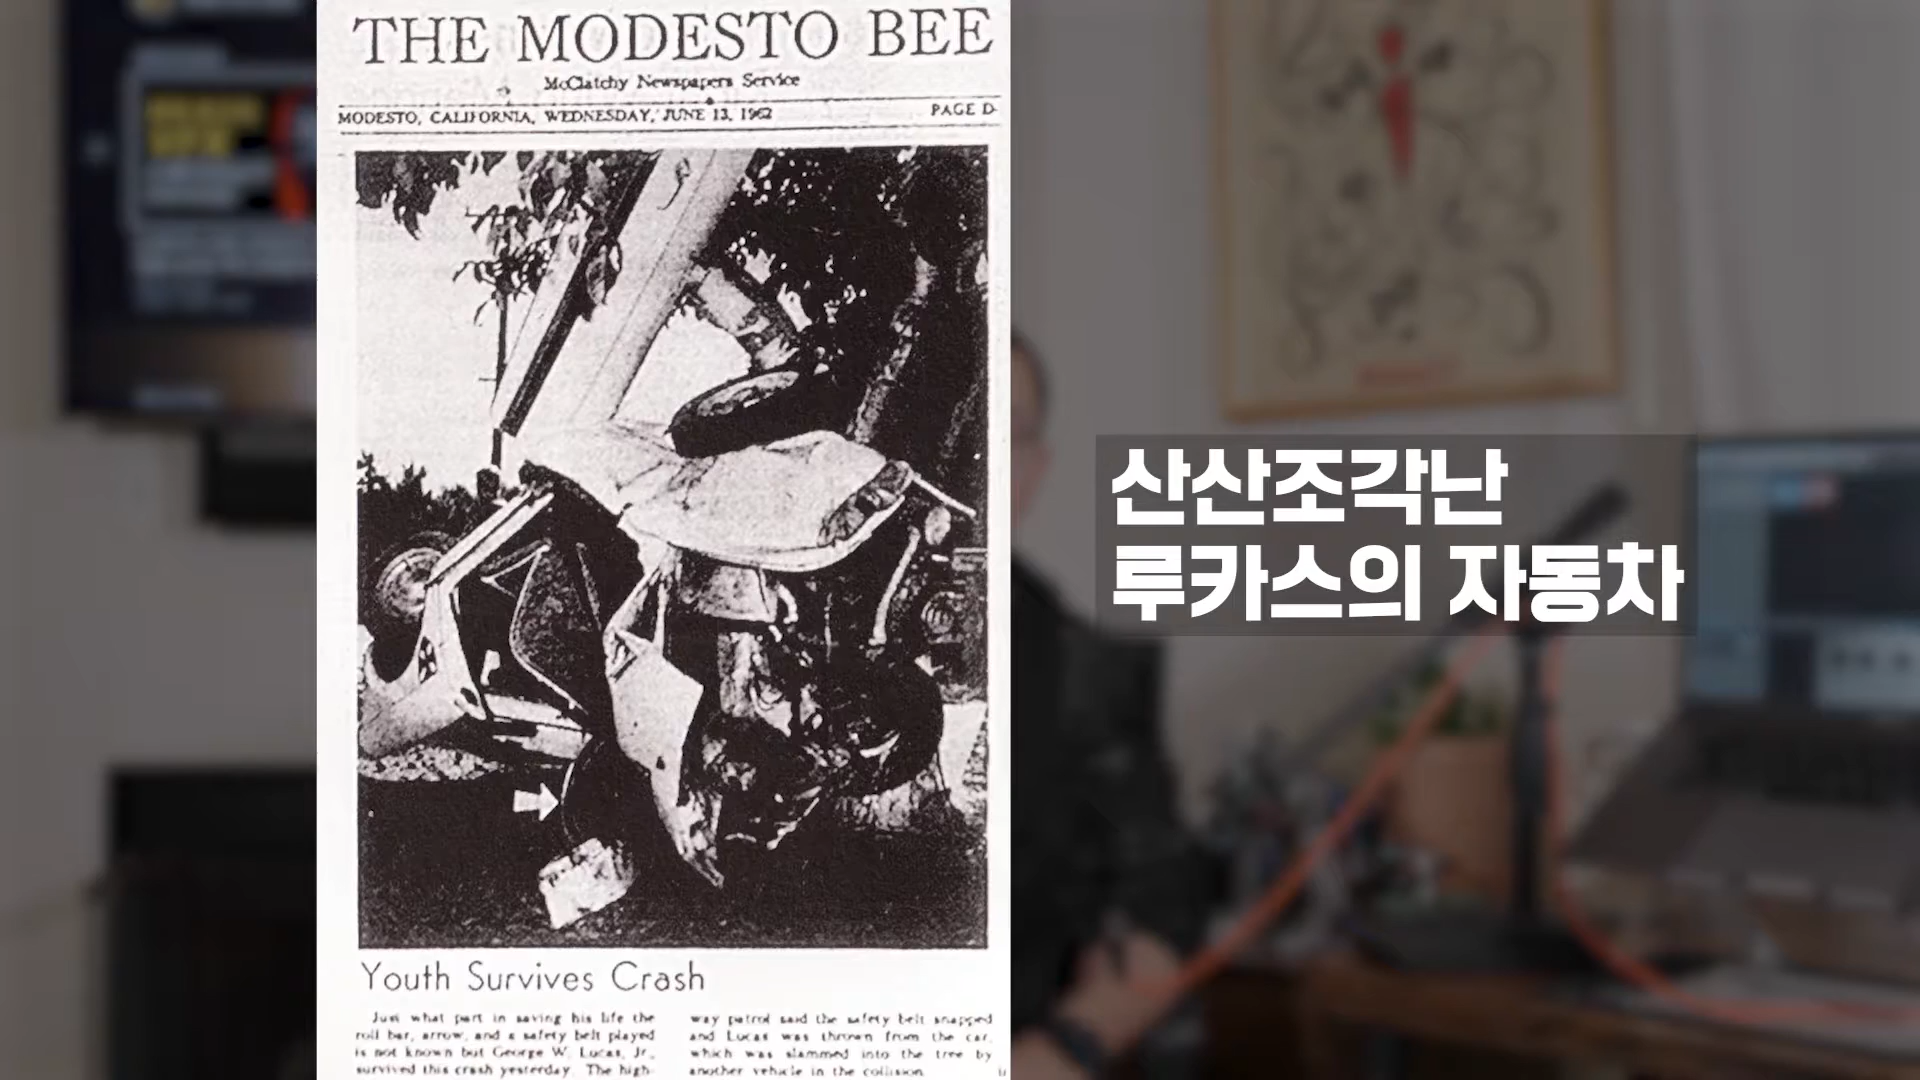 THE MODESTO BEE
McClatchy Newspapers Service
MODESTO, CALIFORNIA, WEDNESDAY, JUNE 13, 1962
PAGE D-
산산조각난
루카스의 자동차
Youth Survives Crash
Just what part in saving his life the
roll bar, arrow, and a safety belt played
is not known but George W. Lucas, Jr.,
survived this crash yesterday. The high-
way patrol said the safety belt snapped
and Lucas was thrown from the car,
which was slammed into the tree by
another vehicle in the collision.